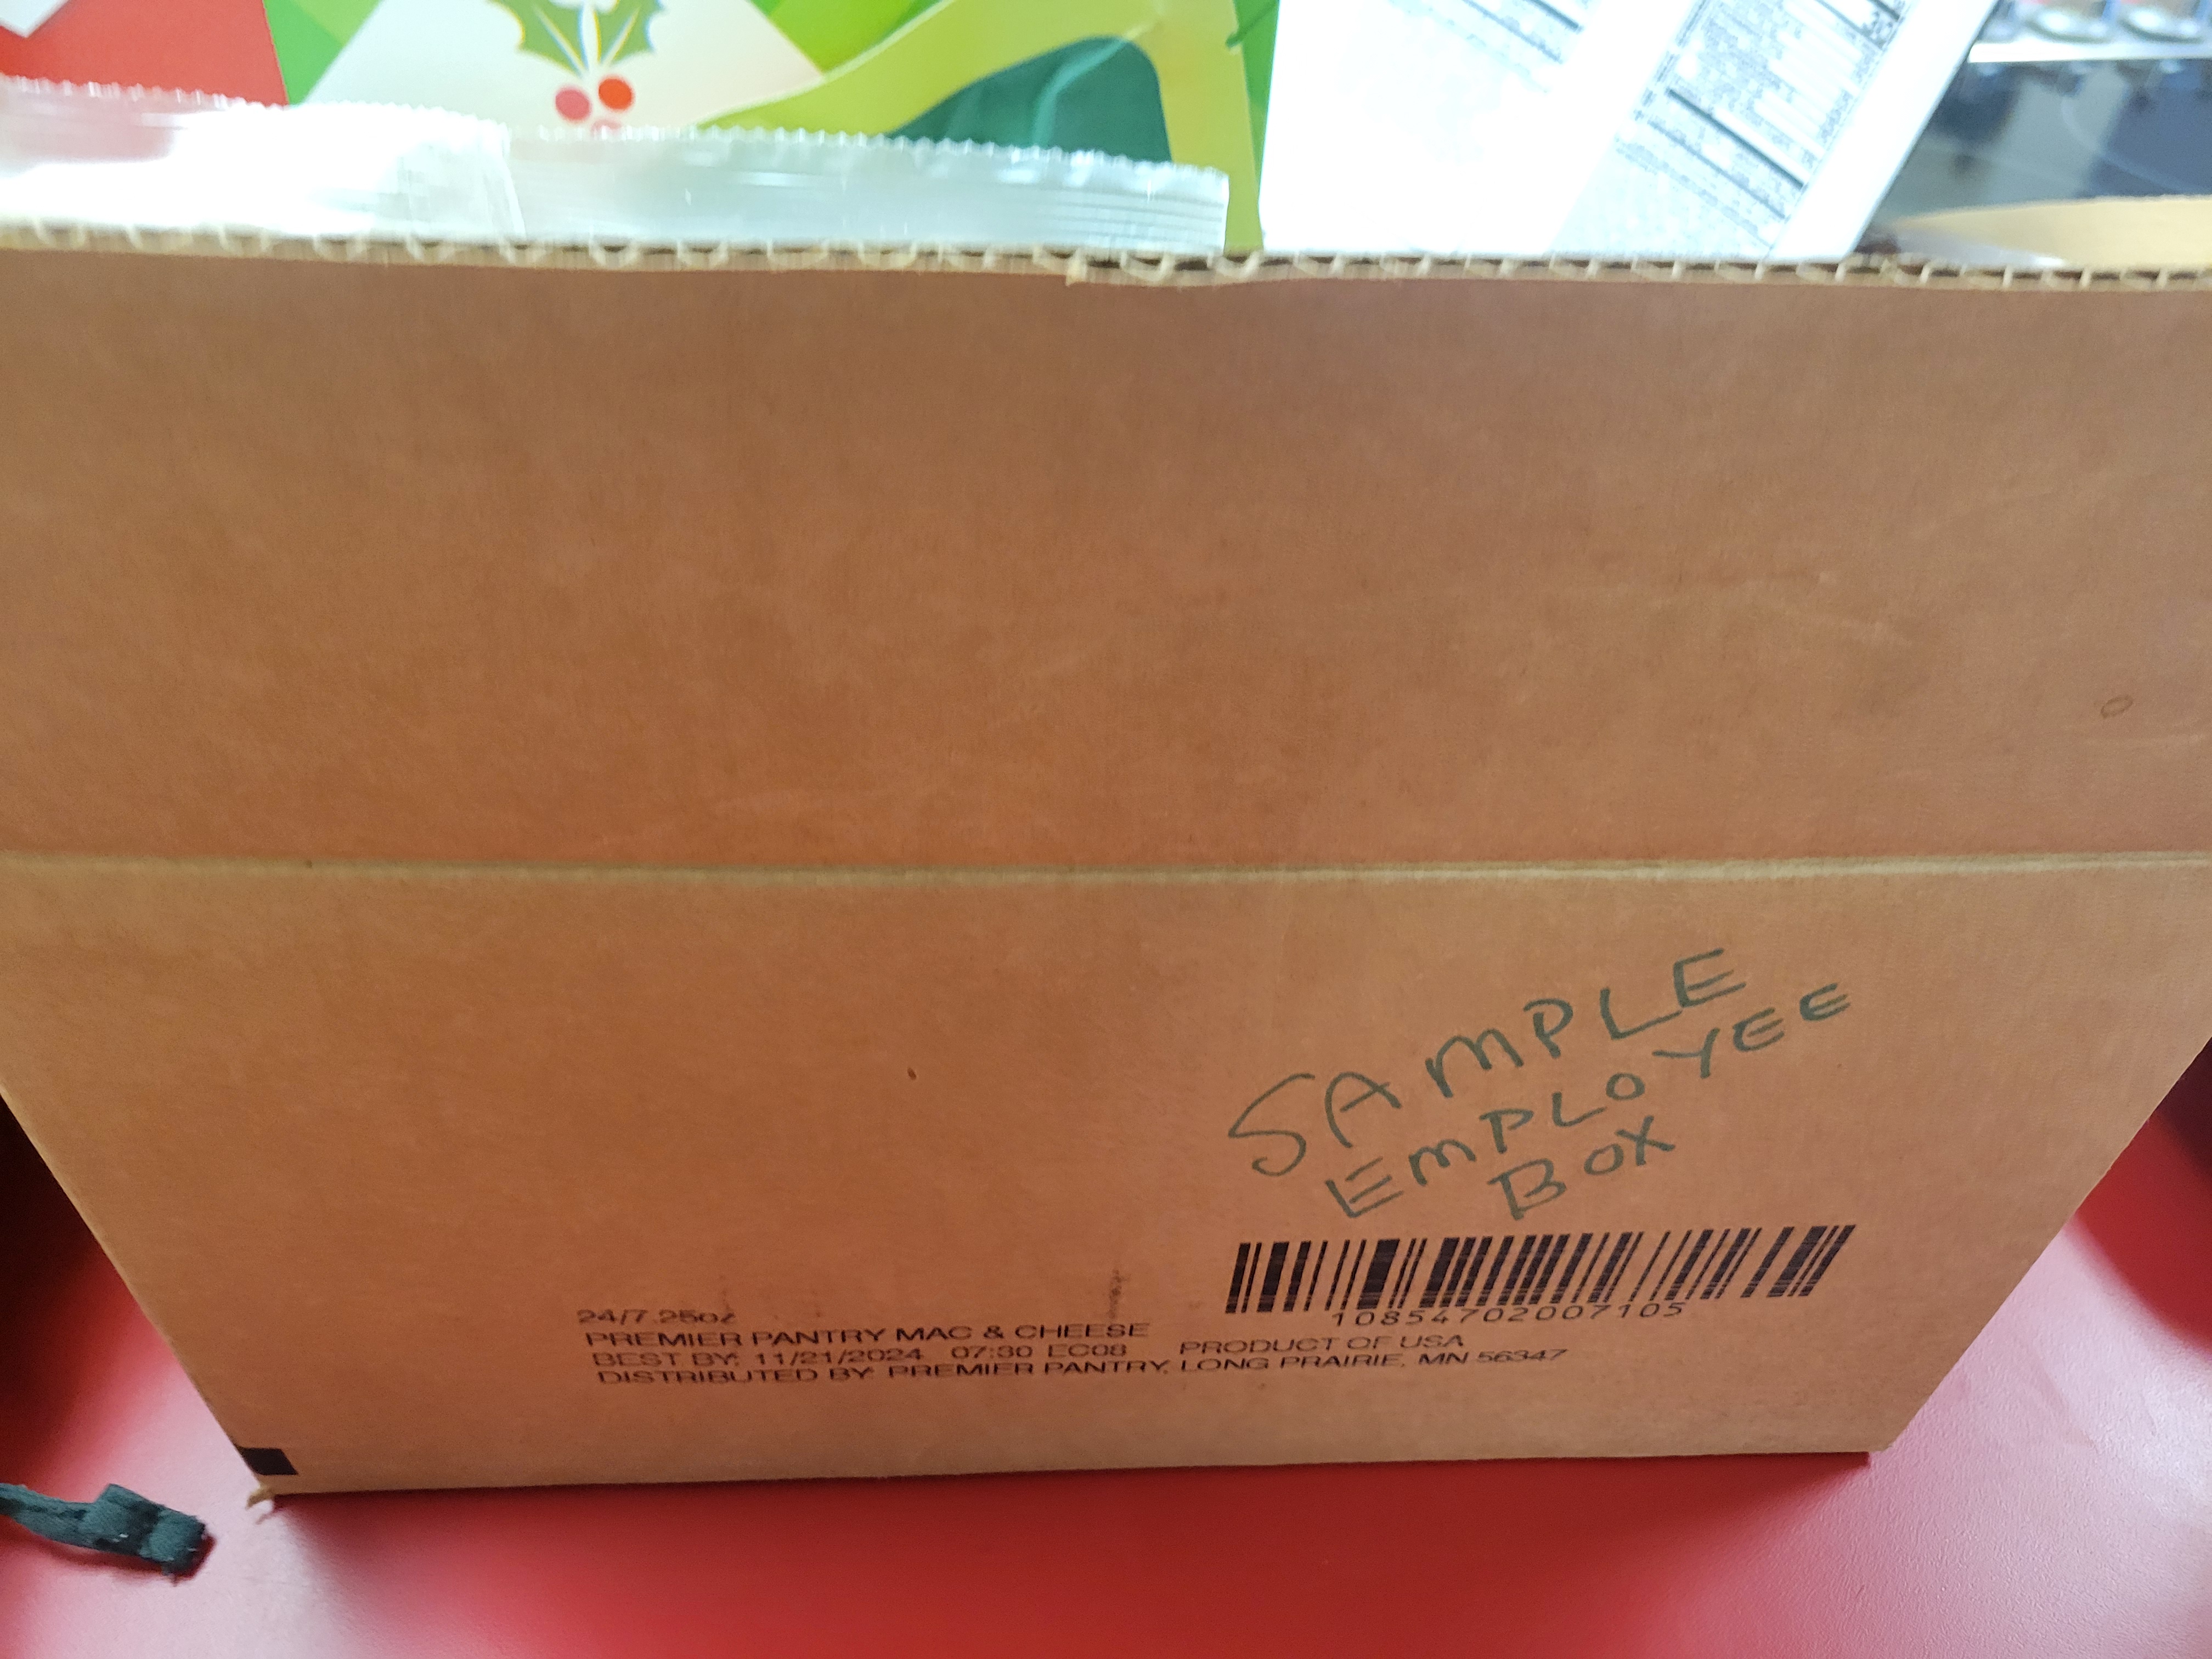 SAMPLE
EMPLOYEE
BOX
10854702007105
24/7.25oz
PREMIER PANTRY MAC & CHEESE
BEST BY: 11/21/2024 07:30 EC08 PRODUCT OF USA
DISTRIBUTED BY PREMIER PANTRY, LONG PRAIRIE, MN 56347